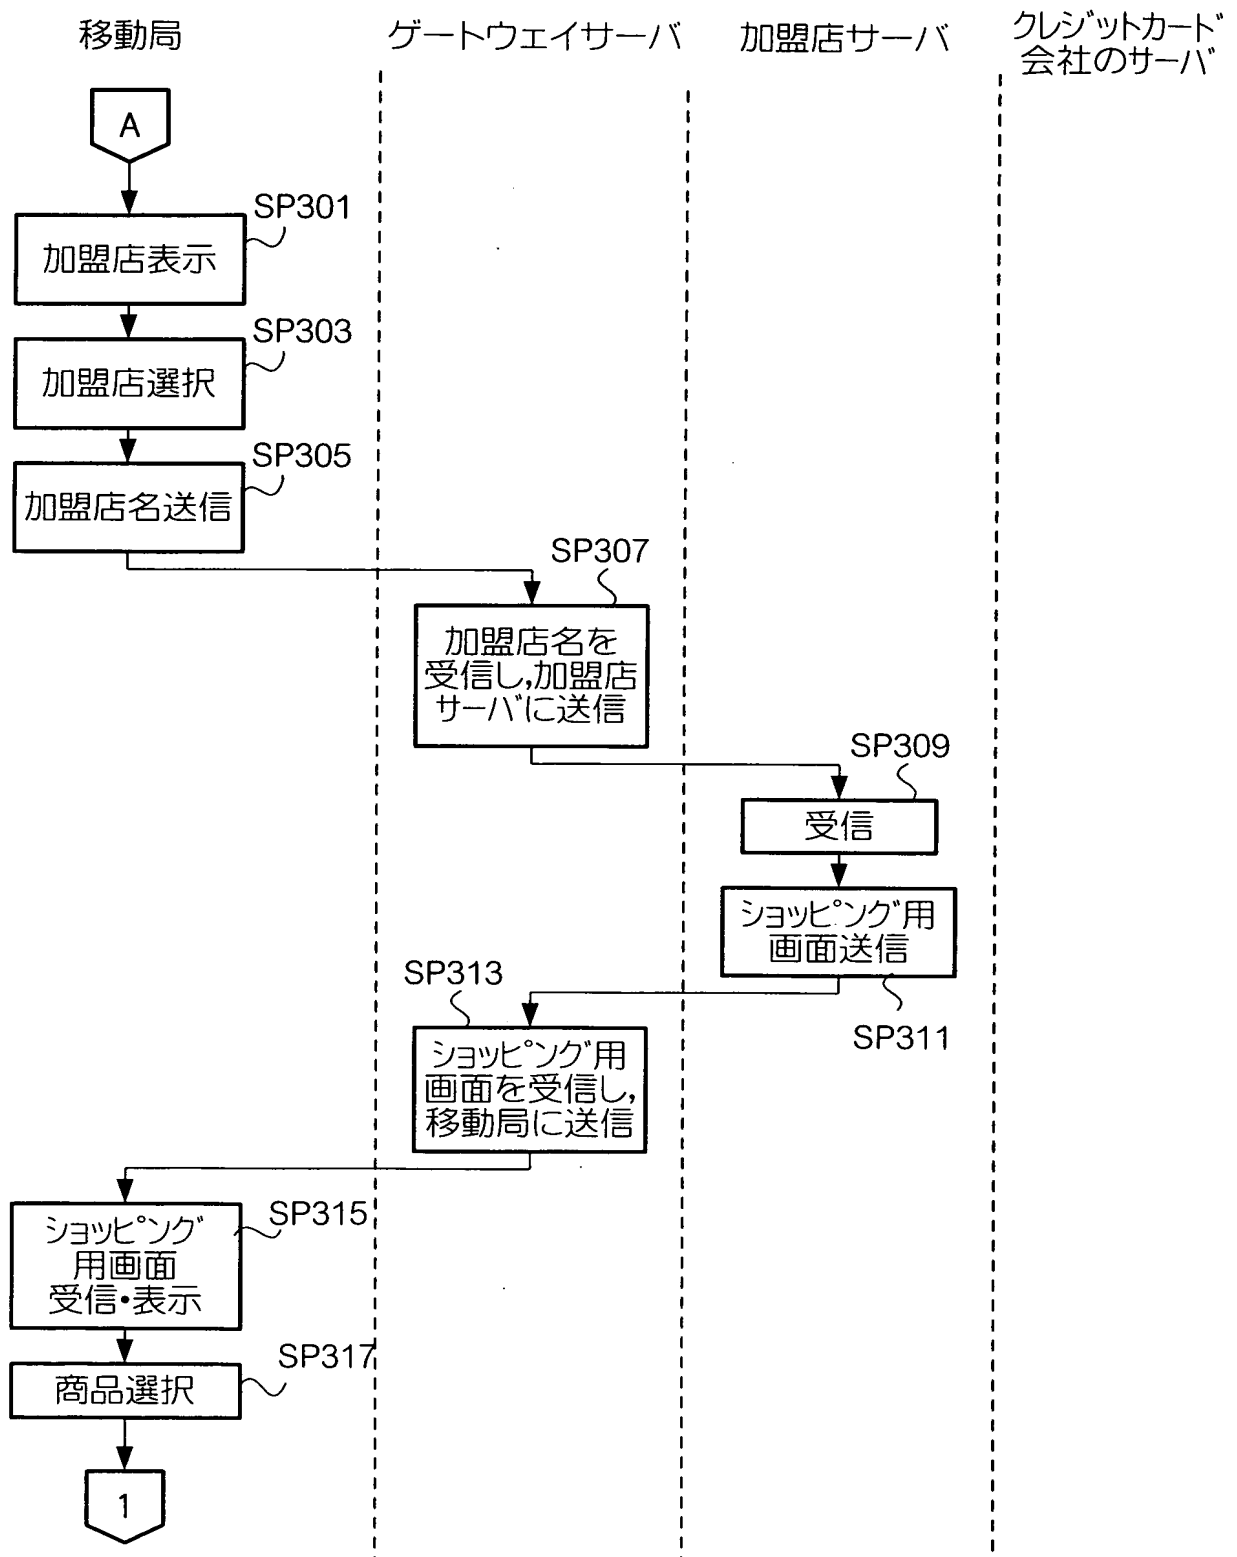 移動局
ゲートウェイサーバ
加盟店サーバ
クレジットカード
会社のサーバ
A
SP301
加盟店表示
SP303
加盟店選択
SP305
加盟店名送信
SP307
加盟店名を
受信し,加盟店
サーバに送信
SP309
受信
ショッピング用
画面送信
SP311
SP313
ショッピング用
画面を受信し,
移動局に送信
SP315
ショッピング
用画面
受信・表示
SP317
商品選択
1